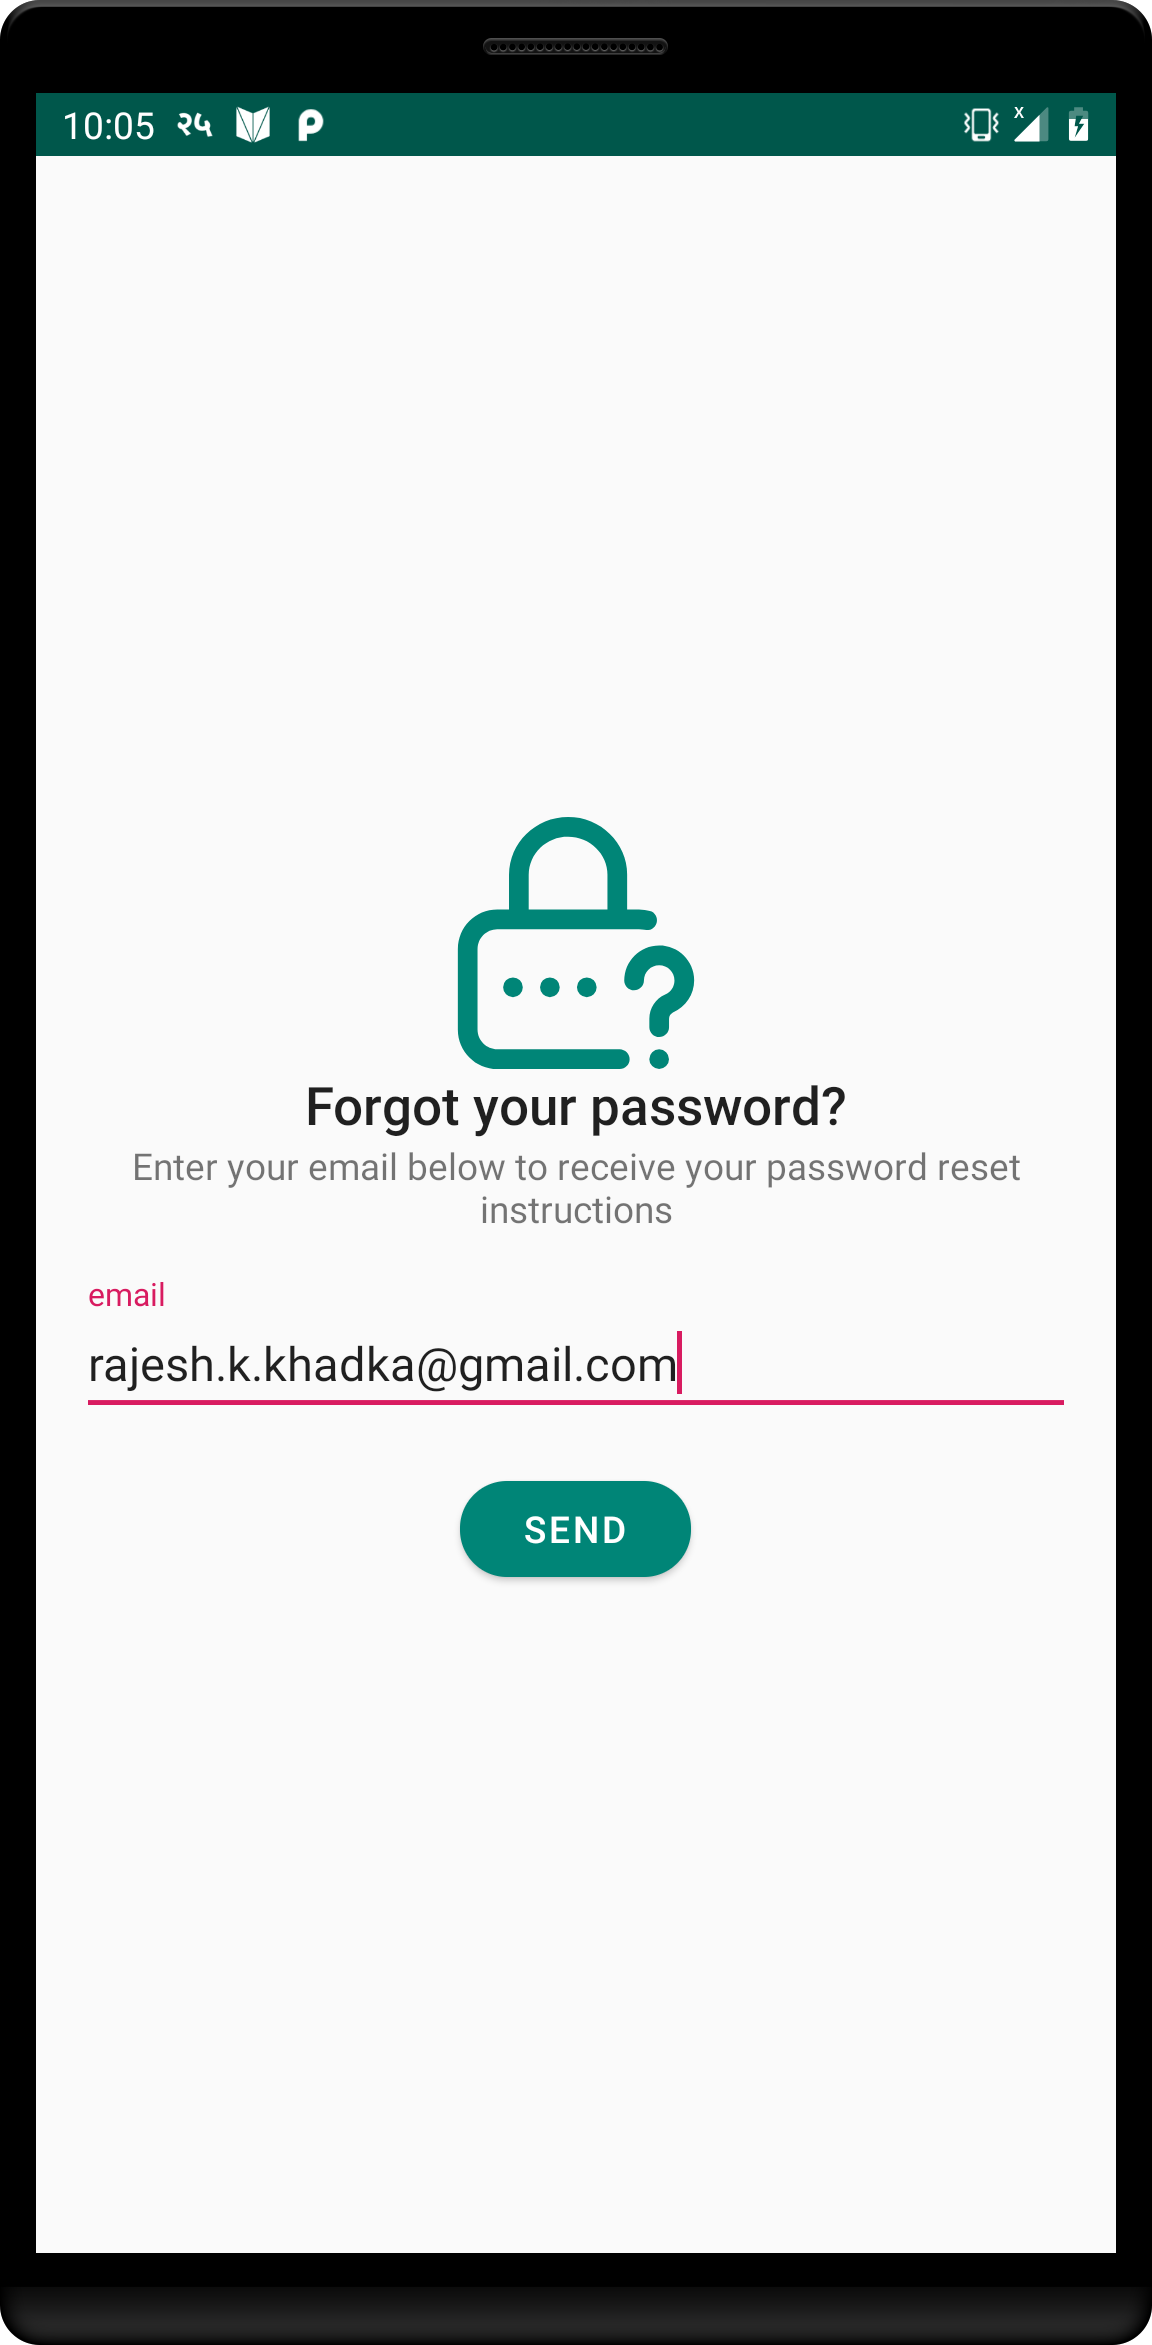 10:05 २५
x
Forgot your password?
Enter your email below to receive your password reset
instructions
email
rajesh.k.khadka@gmail.com
SEND